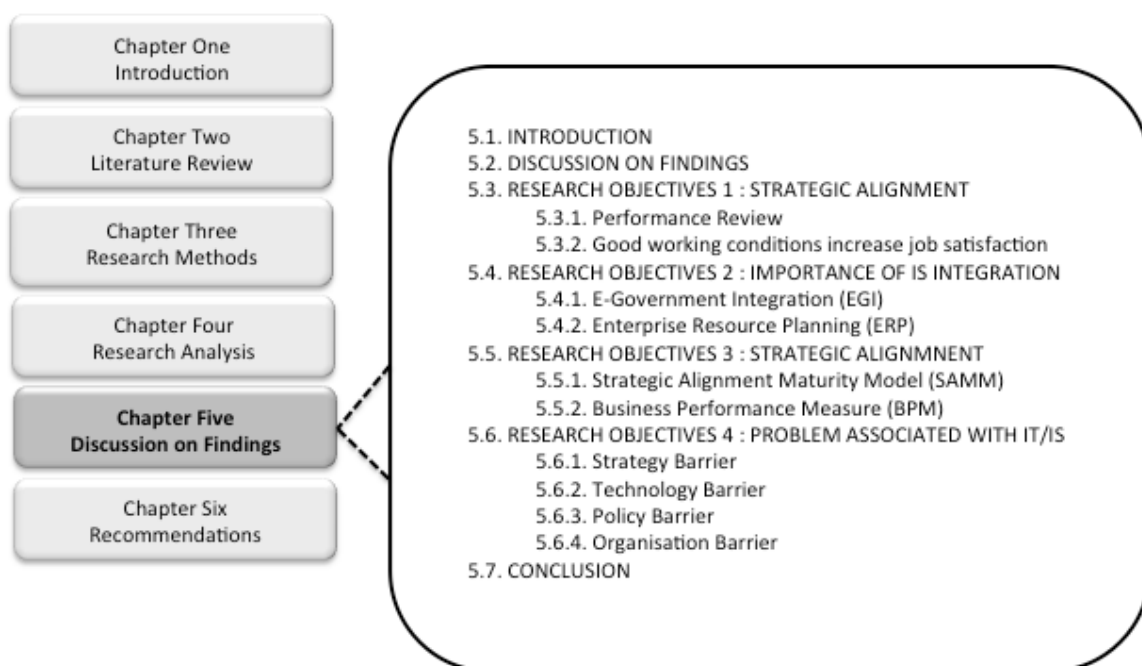 Chapter One
Introduction
Chapter Two
Literature Review
Chapter Three
Research Methods
Chapter Four
Research Analysis
Chapter Five
Discussion on Findings
Chapter Six
Recommendations
5.1. INTRODUCTION
5.2. DISCUSSION ON FINDINGS
5.3. RESEARCH OBJECTIVES 1 : STRATEGIC ALIGNMENT
5.3.1. Performance Review
5.3.2. Good working conditions increase job satisfaction
5.4. RESEARCH OBJECTIVES 2 : IMPORTANCE OF IS INTEGRATION
5.4.1. E-Government Integration (EGI)
5.4.2. Enterprise Resource Planning (ERP)
5.5. RESEARCH OBJECTIVES 3 : STRATEGIC ALIGNMNENT
5.5.1. Strategic Alignment Maturity Model (SAMM)
5.5.2. Business Performance Measure (BPM)
5.6. RESEARCH OBJECTIVES 4 : PROBLEM ASSOCIATED WITH IT/IS
5.6.1. Strategy Barrier
5.6.2. Technology Barrier
5.6.3. Policy Barrier
5.6.4. Organisation Barrier
5.7. CONCLUSION